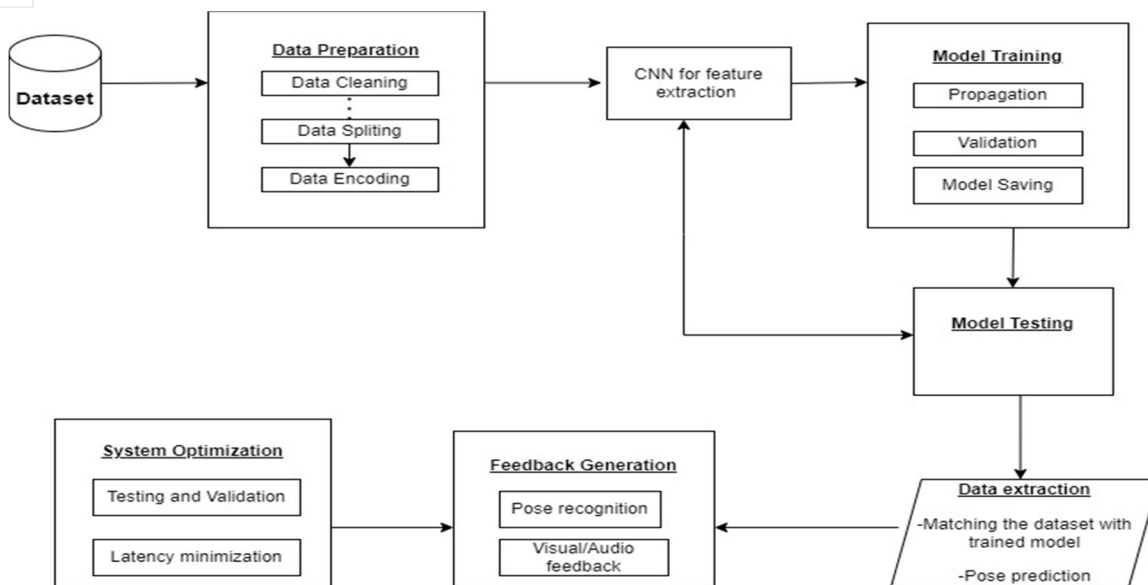 Dataset
Data Preparation
Data Cleaning
Data Spliting
Data Encoding
CNN for feature
extraction
Model Training
Propagation
Validation
Model Saving
Model Testing
System Optimization
Testing and Validation
Latency minimization
Feedback Generation
Pose recognition
Visual/Audio
feedback
Data extraction
-Matching the dataset with
trained model
-Pose prediction